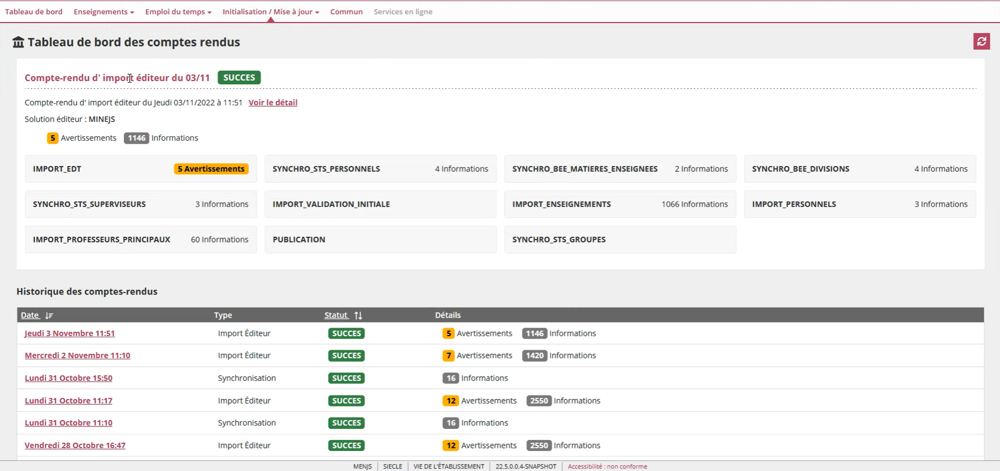 Tableau de bord Enseignements Emploi du temps Initialisation / Mise à jour Commun Services en ligne
Tableau de bord des comptes rendus
Compte-rendu d' import éditeur du 03/11 SUCCES
Compte-rendu d' import éditeur du Jeudi 03/11/2022 à 11:51 Voir le détail
Solution éditeur : MINEJS
5 Avertissements 1146 Informations
IMPORT_EDT 5 Avertissements SYNCHRO_STS_PERSONNELS 4 Informations SYNCHRO_BEE_MATIERES_ENSEIGNEES 2 Informations SYNCHRO_BEE_DIVISIONS 4 Informations
SYNCHRO_STS_SUPERVISEURS 3 Informations IMPORT_VALIDATION_INITIALE IMPORT_ENSEIGNEMENTS 1066 Informations IMPORT_PERSONNELS 3 Informations
IMPORT_PROFESSEURS_PRINCIPAUX 60 Informations PUBLICATION SYNCHRO_STS_GROUPES
Historique des comptes-rendus
Date Type Statut Détails
Jeudi 3 Novembre 11:51 Import Éditeur SUCCES 5 Avertissements 1146 Informations
Mercredi 2 Novembre 11:10 Import Éditeur SUCCES 7 Avertissements 1420 Informations
Lundi 31 Octobre 15:50 Synchronisation SUCCES 16 Informations
Lundi 31 Octobre 11:17 Import Éditeur SUCCES 12 Avertissements 2550 Informations
Lundi 31 Octobre 11:10 Synchronisation SUCCES 16 Informations
Vendredi 28 Octobre 16:47 Import Éditeur SUCCES 12 Avertissements 2550 Informations
MENJS SIECLE VIE DE L'ÉTABLISSEMENT 22.5.0.0.4-SNAPSHOT Accessibilité : non conforme